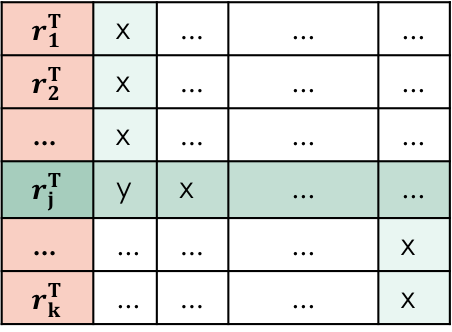 r₁ᵀ x ... ... ...
r₂ᵀ x ... ... ...
... x ... ... ...
rⱼᵀ y x ... ...
... ... ... ... x
rₖᵀ ... ... ... x